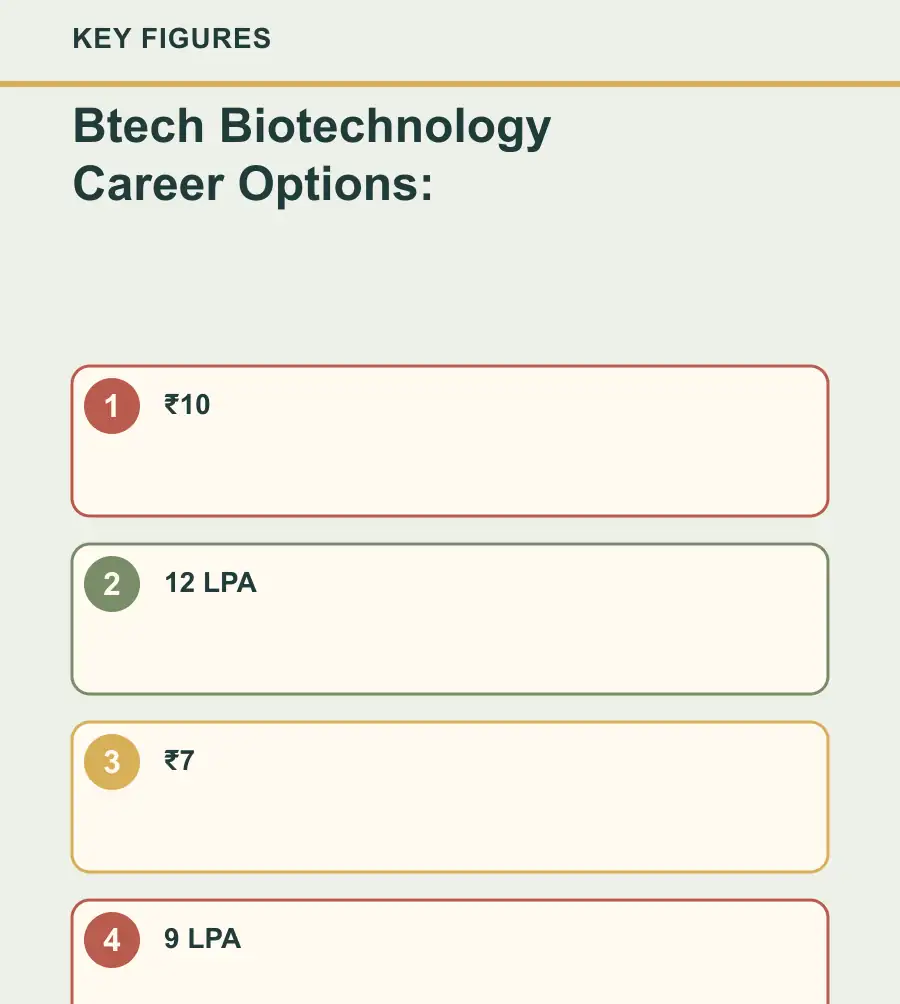 KEY FIGURES
Btech Biotechnology
Career Options:
1 ₹10
2 12 LPA
3 ₹7
4 9 LPA